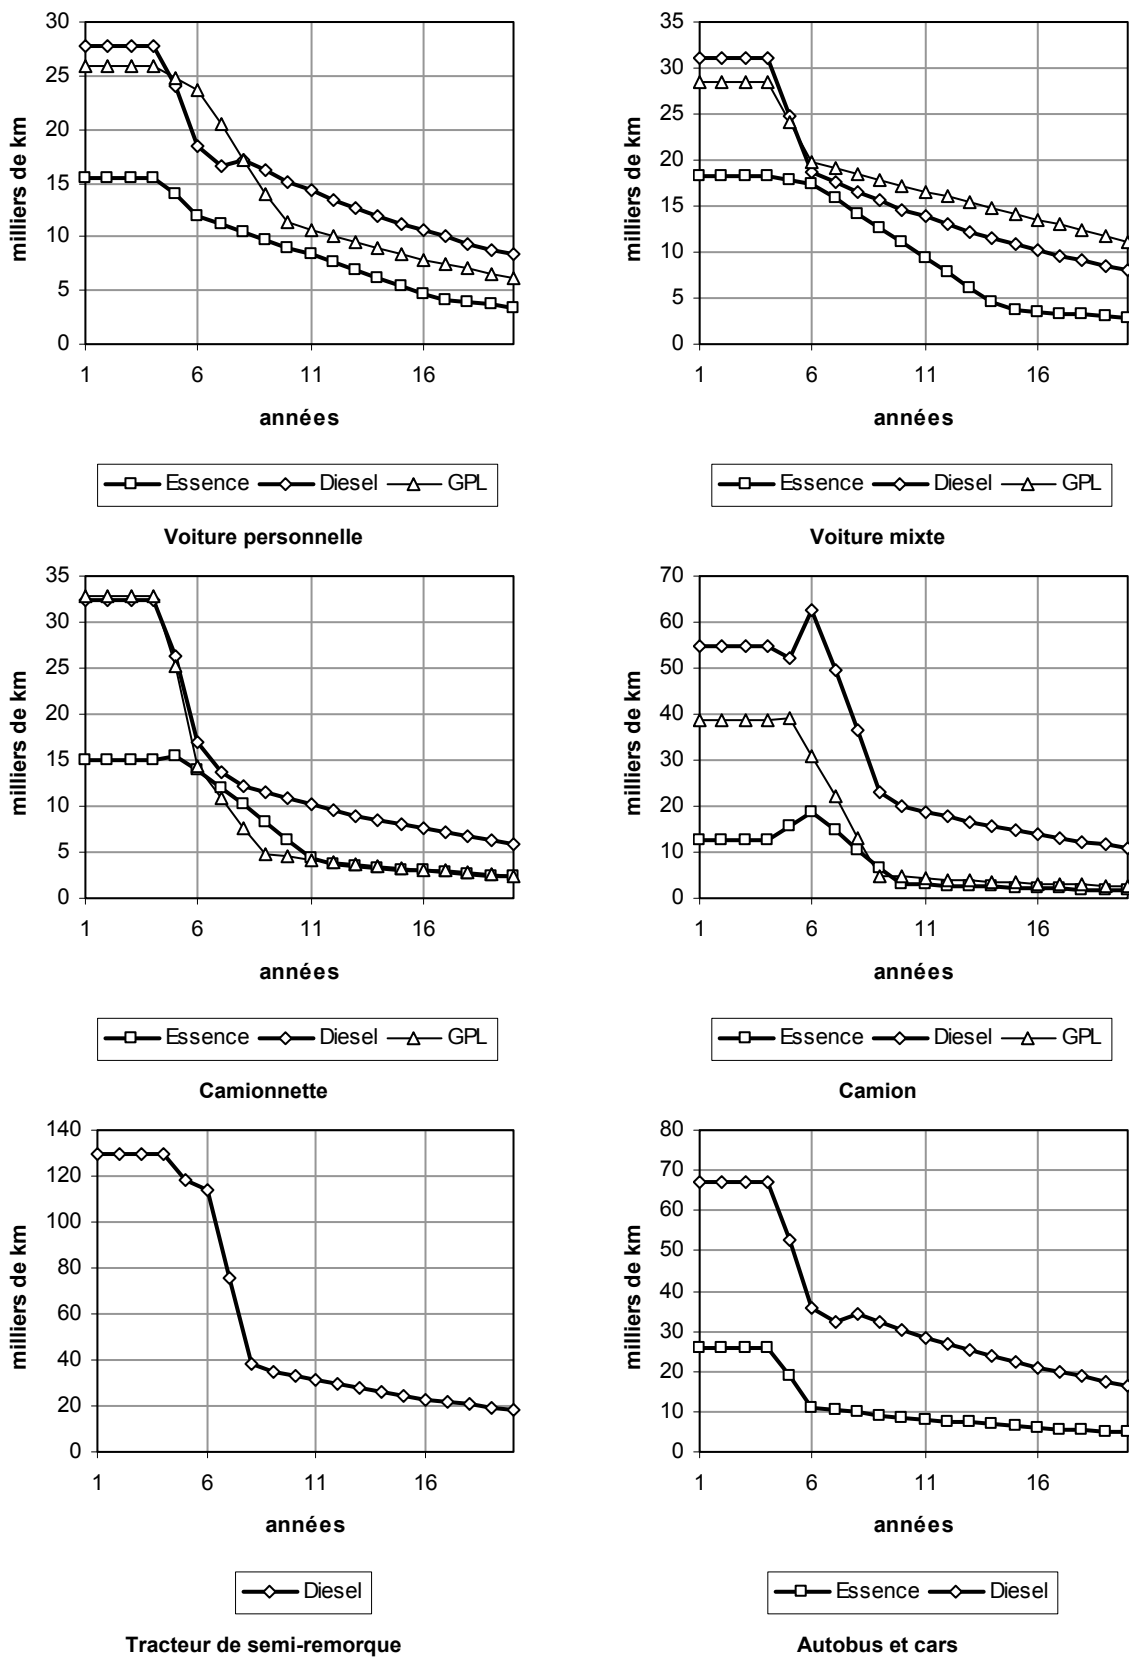 30
25
20
15
10
5
0
milliers de km
1 6 11 16
années
Essence Diesel GPL
Voiture personnelle
35
30
25
20
15
10
5
0
milliers de km
1 6 11 16
années
Essence Diesel GPL
Voiture mixte
35
30
25
20
15
10
5
0
milliers de km
1 6 11 16
années
Essence Diesel GPL
Camionnette
70
60
50
40
30
20
10
0
milliers de km
1 6 11 16
années
Essence Diesel GPL
Camion
140
120
100
80
60
40
20
0
milliers de km
1 6 11 16
années
Diesel
Tracteur de semi-remorque
80
70
60
50
40
30
20
10
0
milliers de km
1 6 11 16
années
Essence Diesel
Autobus et cars